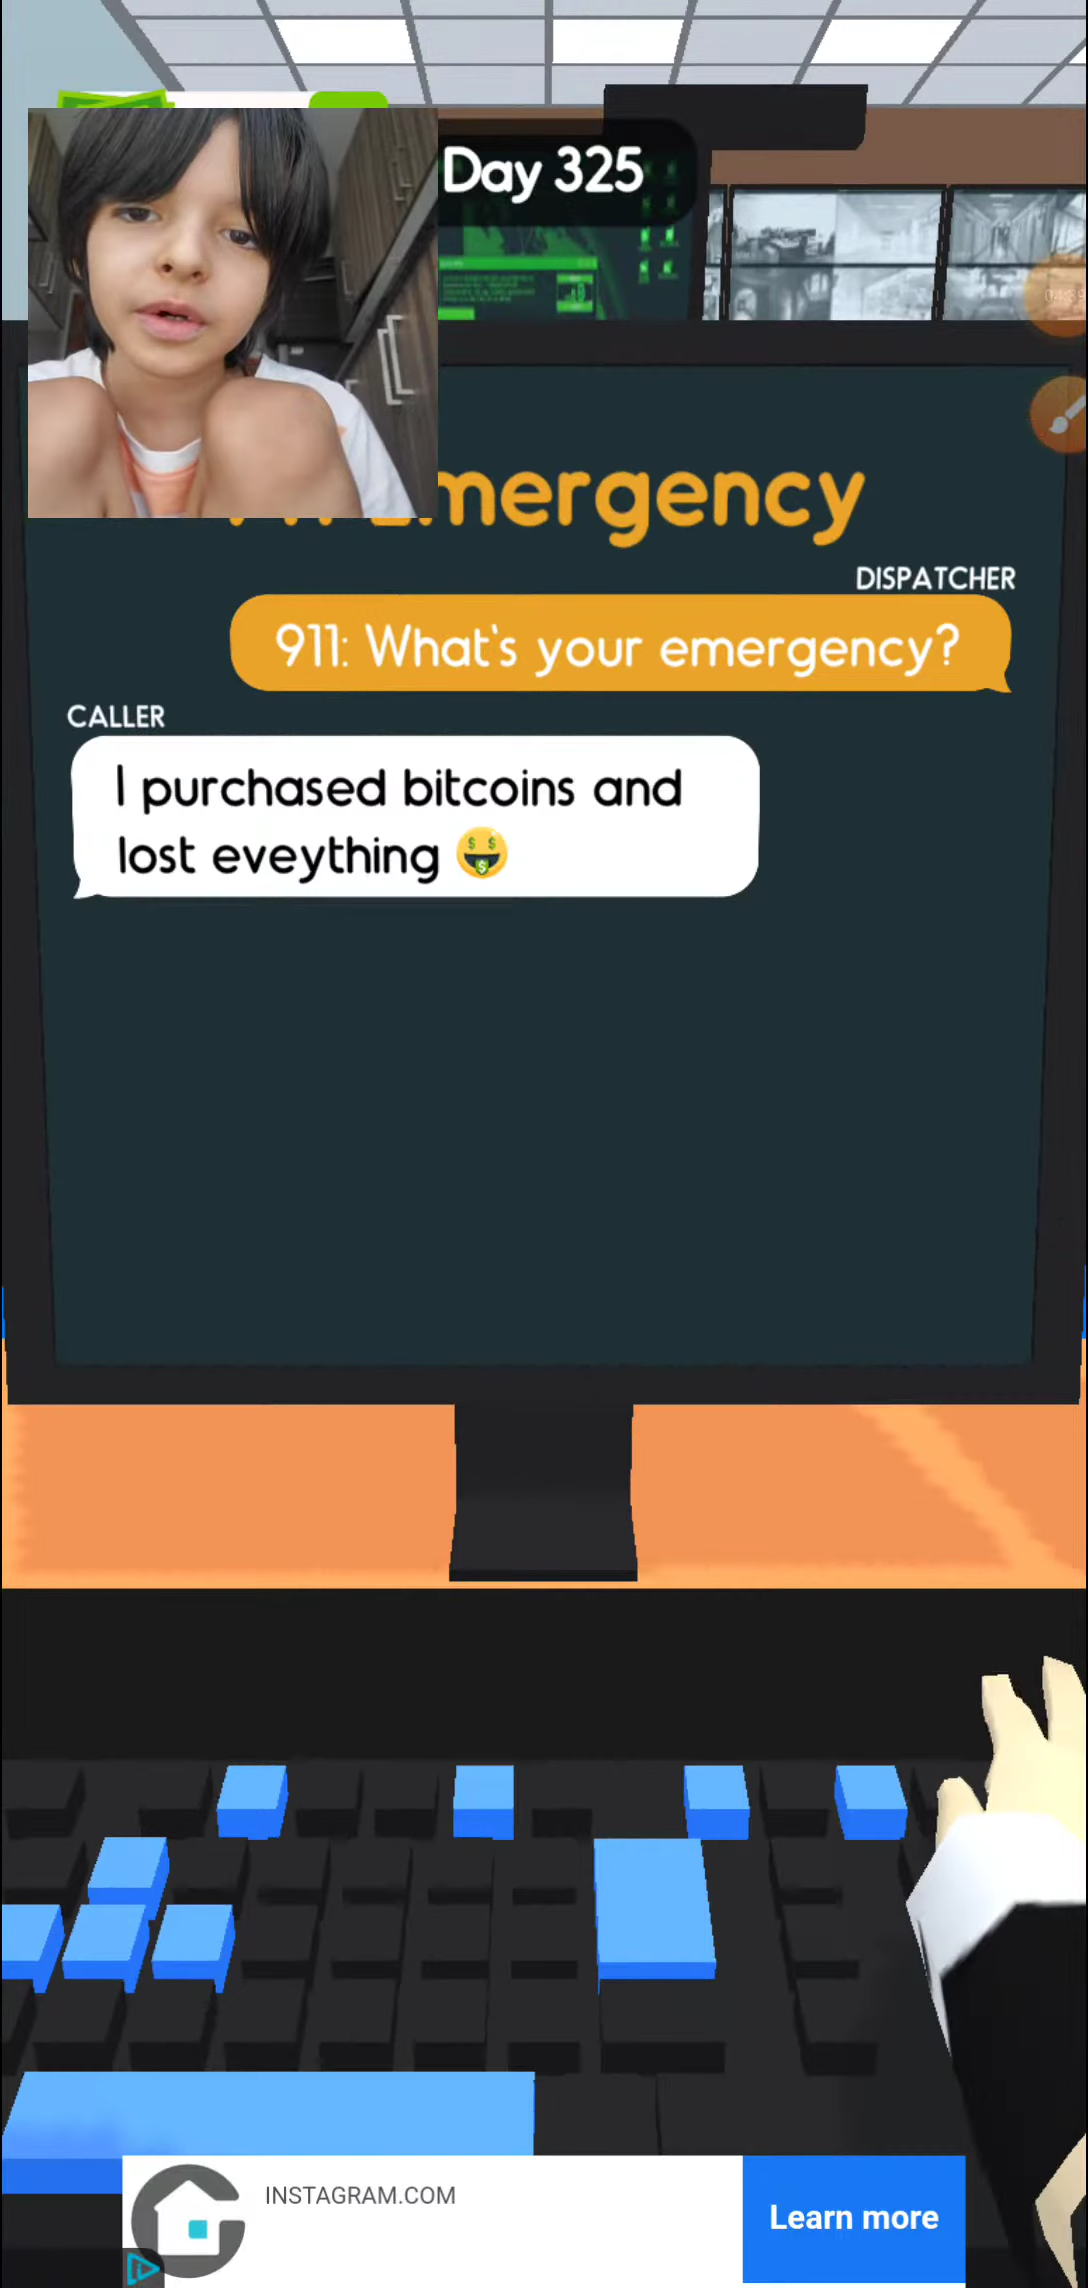 Day 325
mergency
DISPATCHER
911: What's your emergency?
CALLER
I purchased bitcoins and
lost eveything
INSTAGRAM.COM
Learn more